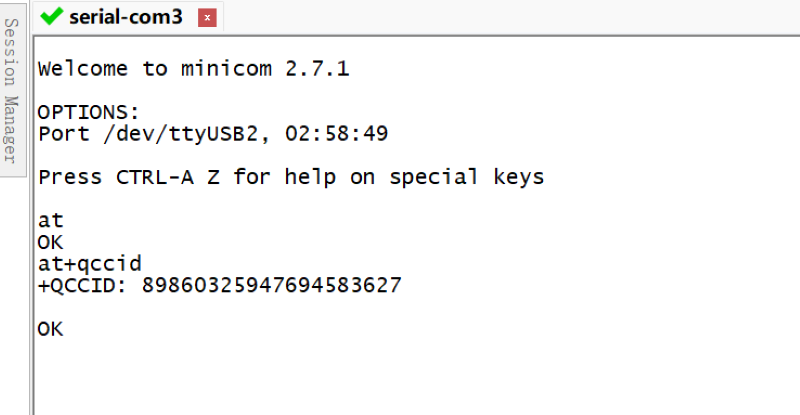 serial-com3
x
Session Manager
Welcome to minicom 2.7.1
OPTIONS:
Port /dev/ttyUSB2, 02:58:49
Press CTRL-A Z for help on special keys
at
OK
at+qccid
+QCCID: 89860325947694583627
OK